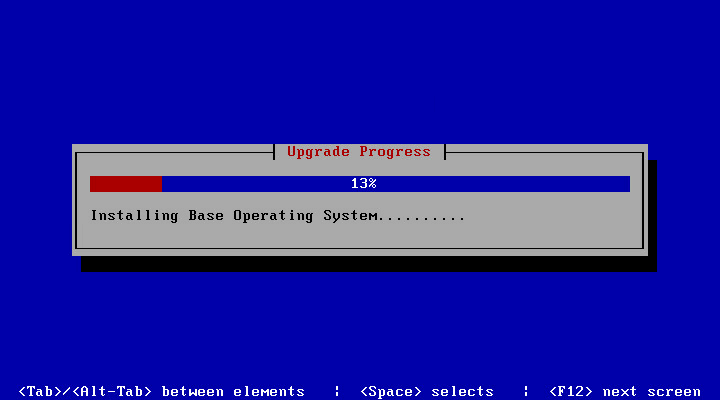 Upgrade Progress
13%
Installing Base Operating System..........
<Tab>/<Alt-Tab> between elements ¦ <Space> selects ¦ <F12> next screen